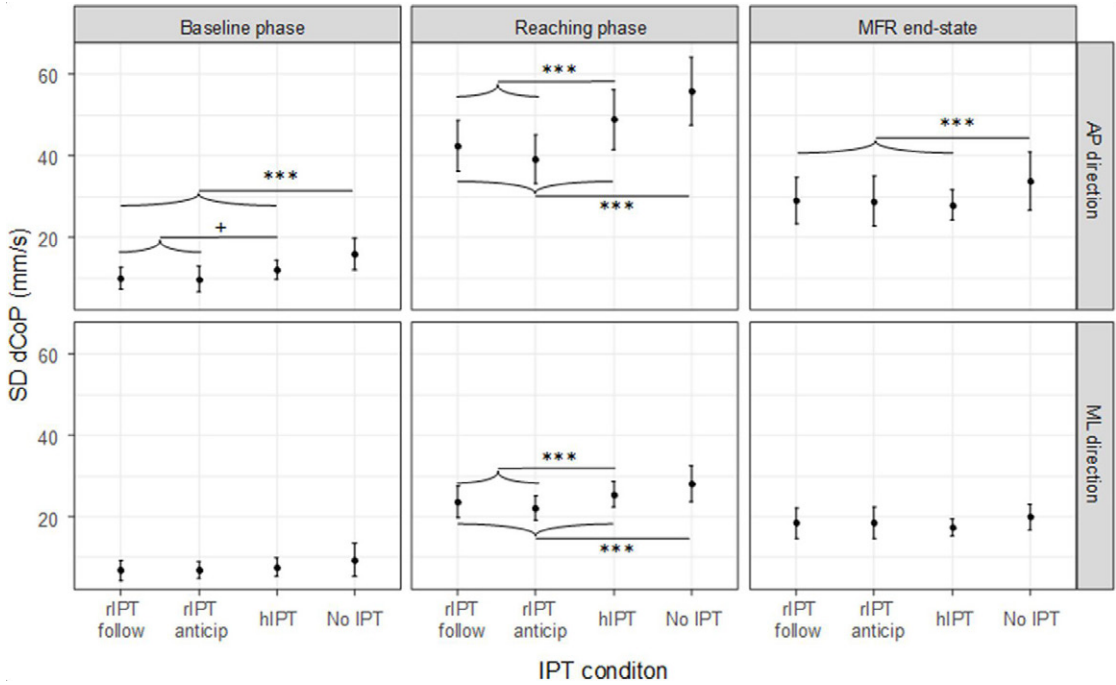 Baseline phase
Reaching phase
MFR end-state
SD dCoP (mm/s)
60
40
20
***
+
***
***
***
AP direction
60
40
20
***
***
ML direction
rIPT follow
rIPT anticip
hIPT
No IPT
rIPT follow
rIPT anticip
hIPT
No IPT
rIPT follow
rIPT anticip
hIPT
No IPT
IPT conditon